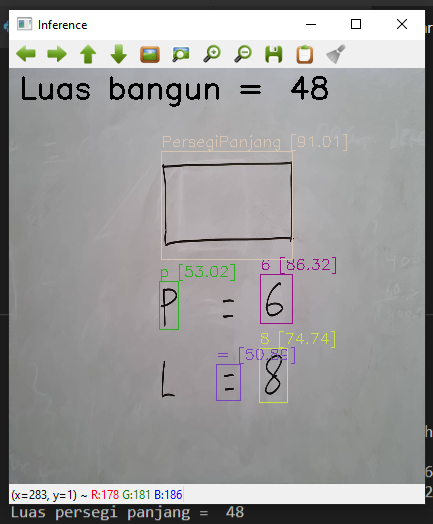 Inference
Luas bangun = 48
PersegiPanjang [91.01]
p [53.02]
6 [86.32]
P = 6
8 [74.74]
= [50.89]
L = 8
(x=283, y=1) ~ R:178 G:181 B:186
Luas persegi panjang = 48